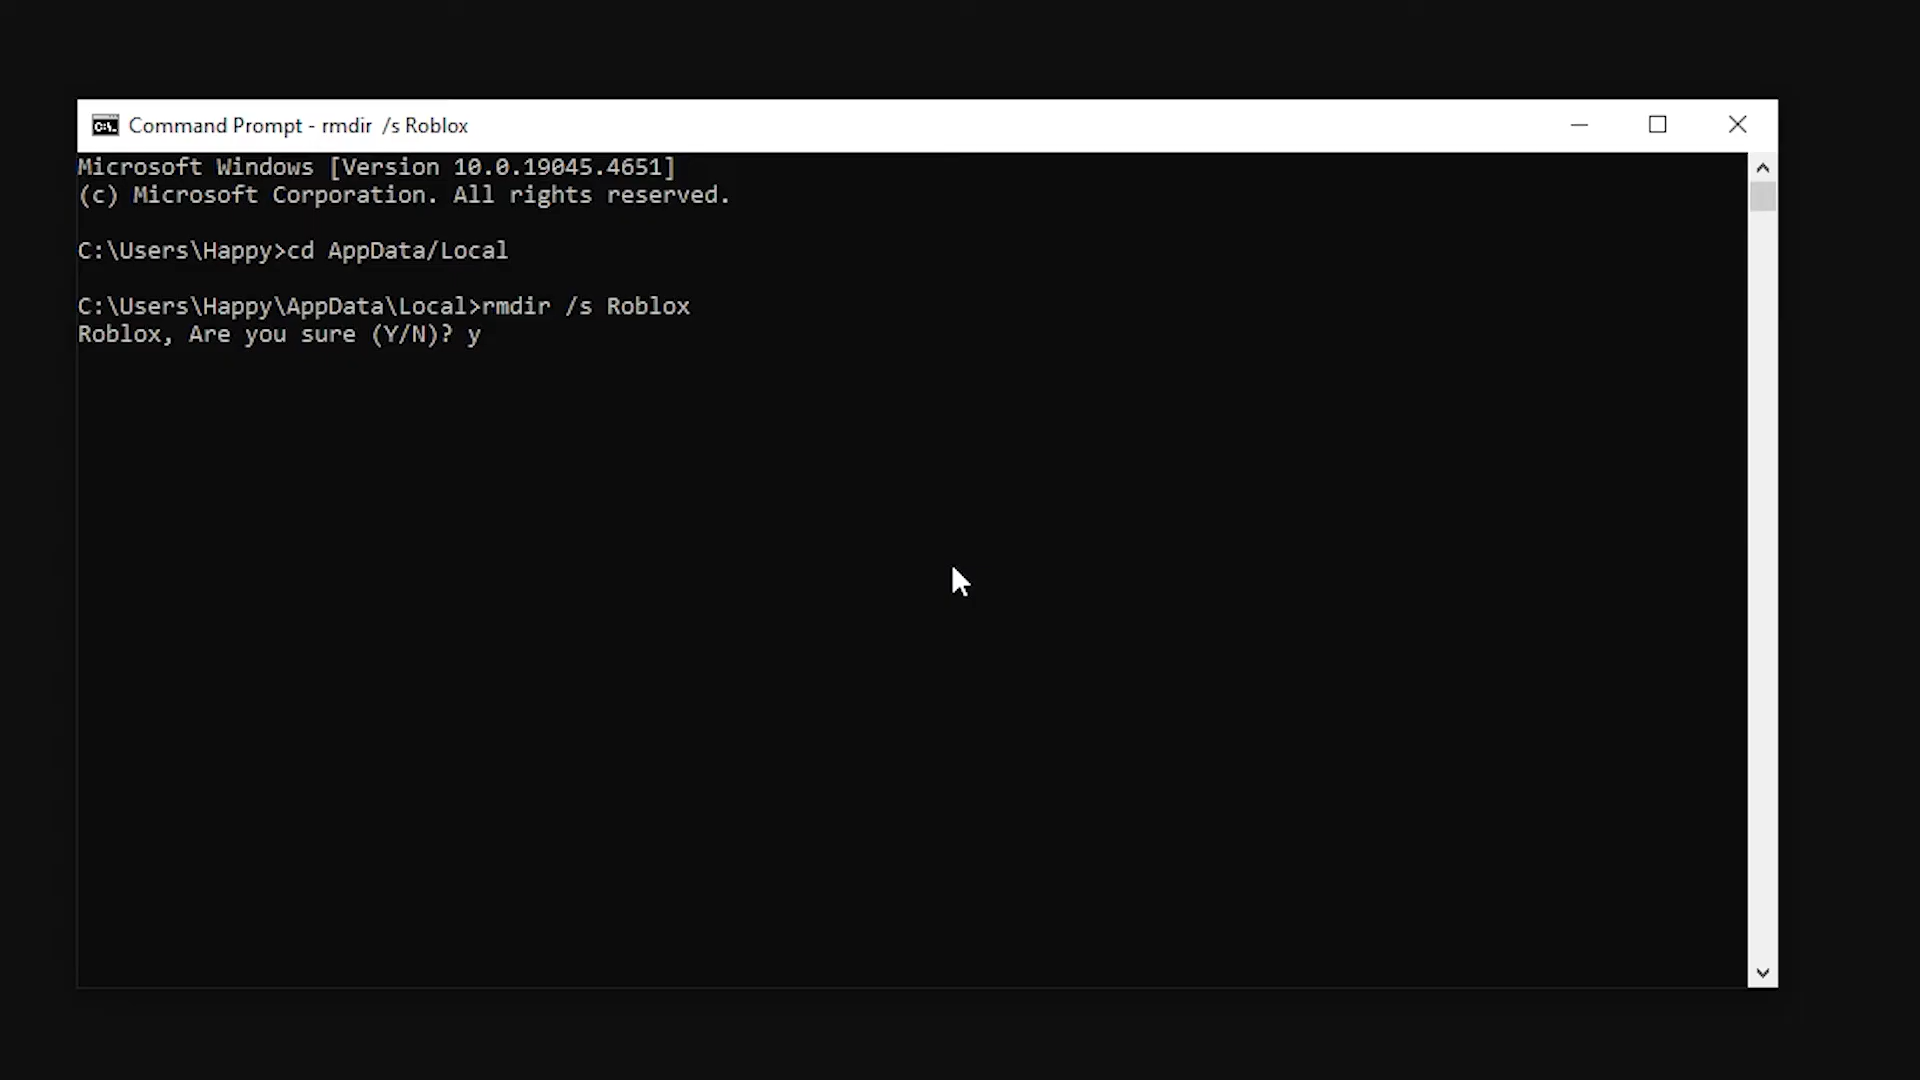 Command Prompt - rmdir  /s Roblox
Microsoft Windows [Version 10.0.19045.4651]
(c) Microsoft Corporation. All rights reserved.
C:\Users\Happy>cd AppData/Local
C:\Users\Happy\AppData\Local>rmdir /s Roblox
Roblox, Are you sure (Y/N)? y